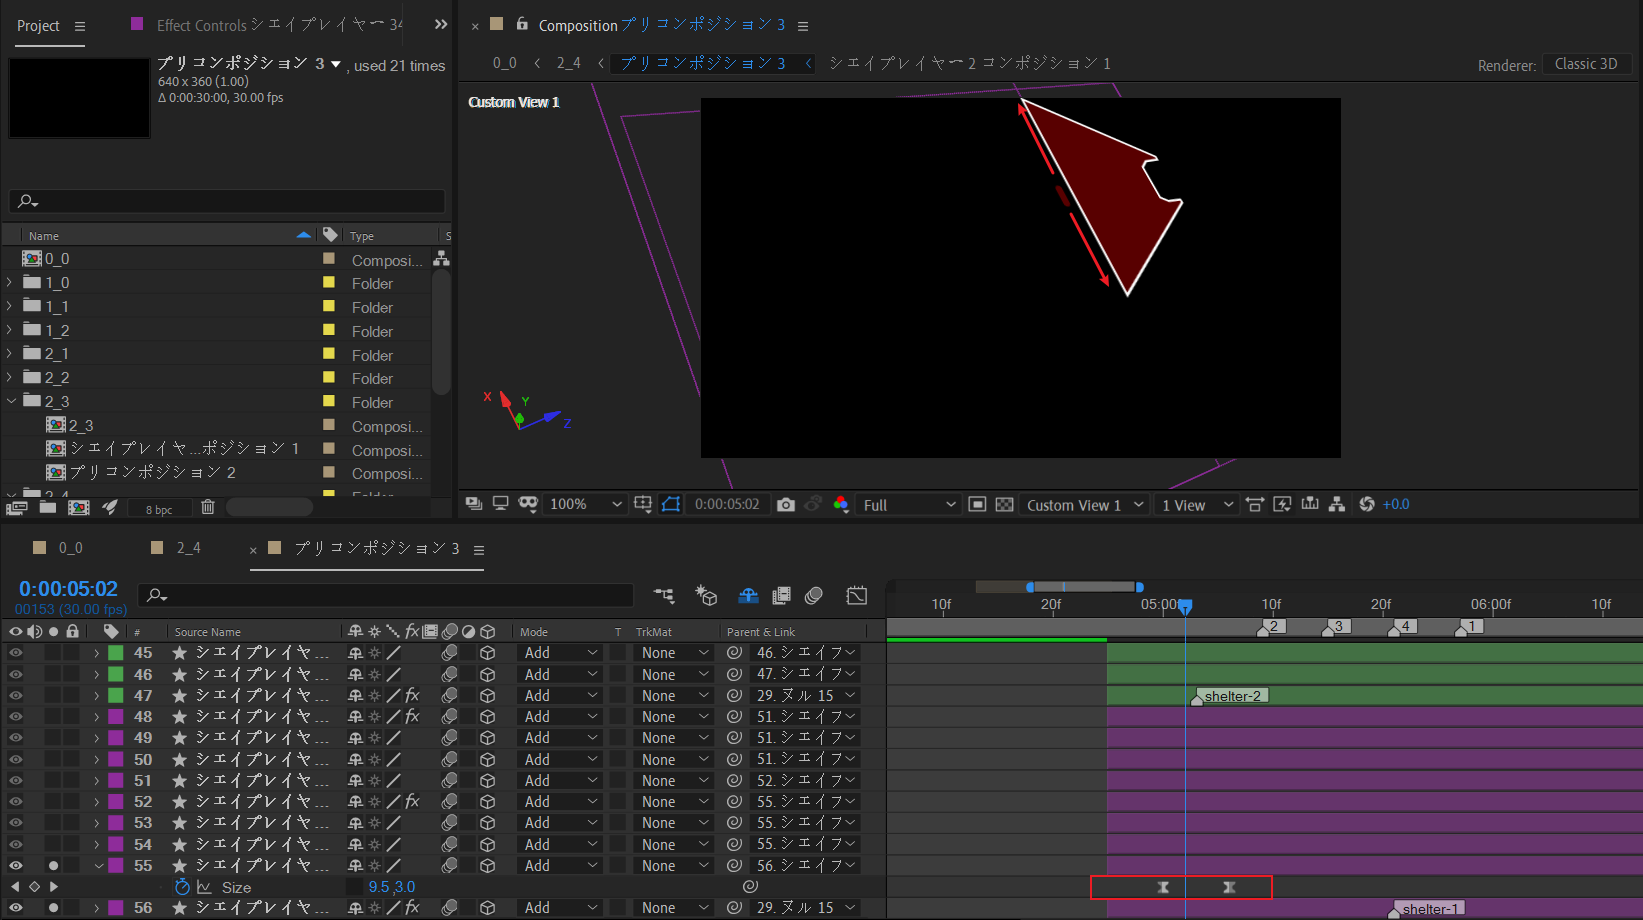 Project
Effect Controls シェイプレイヤー 34
プリコンポジション 3 , used 21 times
640 x 360 (1.00)
Δ 0:00:30:00, 30.00 fps
Name Type
0_0 Composi...
1_0 Folder
1_1 Folder
1_2 Folder
2_1 Folder
2_2 Folder
2_3 Folder
2_3 Composi...
シェイプレイヤ...ポジション 1 Composi...
プリコンポジション 2 Composi...
2_4 Folder
8 bpc
× Composition プリコンポジション 3
0_0 ‹ 2_4 ‹ プリコンポジション 3 ‹ シェイプレイヤー 2 コンポジション 1
Renderer: Classic 3D
Custom View 1
X Y Z
100% 0:00:05:02 Full Custom View 1 1 View +0.0
0_0 2_4 × プリコンポジション 3
0:00:05:02
00153 (30.00 fps)
10f 20f 05:00f 10f 20f 06:00f 10f
2 3 4 1
# Source Name Mode T TrkMat Parent & Link
45 シェイプレイヤ... Add None 46. シェイプ
46 シェイプレイヤ... Add None 47. シェイプ
47 シェイプレイヤ... fx Add None 29. ヌル 15 shelter-2
48 シェイプレイヤ... fx Add None 51. シェイプ
49 シェイプレイヤ... Add None 51. シェイプ
50 シェイプレイヤ... Add None 51. シェイプ
51 シェイプレイヤ... Add None 52. シェイプ
52 シェイプレイヤ... fx Add None 55. シェイプ
53 シェイプレイヤ... Add None 55. シェイプ
54 シェイプレイヤ... Add None 55. シェイプ
55 シェイプレイヤ... Add None 56. シェイプ
Size 9.5,3.0
56 シェイプレイヤ... fx Add None 29. ヌル 15 shelter-1